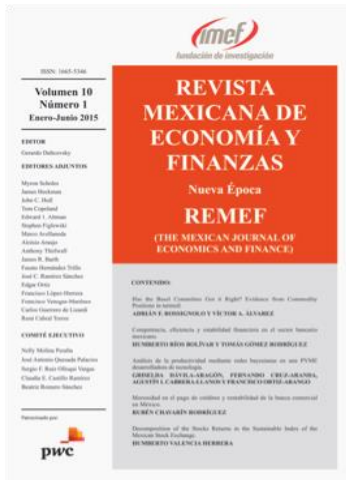 imef
fundación de investigación
ISSN: 1665-5346
Volumen 10
Número 1
Enero-Junio 2015
EDITOR
Gerardo Dubcovsky
EDITORES ADJUNTOS
Myron Scholes
James Heckman
John C. Hull
Tom Copeland
Edward I. Altman
Stephen Figlewski
Marco Avellaneda
Aloisio Araujo
Anthony Thirlwall
James R. Barth
Fausto Hernández Trillo
José C. Ramírez Sánchez
Edgar Ortiz
Francisco López-Herrera
Francisco Venegas-Martínez
Carlos Guerrero de Lizardi
René Cabral Torres
COMITÉ EJECUTIVO
Nelly Molina Peralta
José Antonio Quesada Palacios
Sergio F. Ruiz Olloqui Vargas
Claudia E. Castillo Ramírez
Beatriz Romero Sánchez
Patrocinado por:
pwc
REVISTA
MEXICANA DE
ECONOMÍA Y
FINANZAS
Nueva Época
REMEF
(THE MEXICAN JOURNAL OF
ECONOMICS AND FINANCE)
CONTENIDO:
Has the Basel Committee Got it Right? Evidence from Commodity
Positions in turmoil
ADRIÁN F. ROSSIGNOLO Y VÍCTOR A. ÁLVAREZ
Competencia, eficiencia y estabilidad financiera en el sector bancario
mexicano
HUMBERTO RÍOS BOLÍVAR Y TOMÁS GÓMEZ RODRÍGUEZ
Análisis de la productividad mediante redes bayesianas en una PYME
desarrolladora de tecnología.
GRISELDA DÁVILA-ARAGÓN, FERNANDO CRUZ-ARANDA,
AGUSTÍN I. CABRERA-LLANOS Y FRANCISCO ORTIZ-ARANGO
Morosidad en el pago de créditos y rentabilidad de la banca comercial
en México.
RUBÉN CHAVARÍN RODRÍGUEZ
Decomposition of the Stocks Returns in the Sustainable Index of the
Mexican Stock Exchange.
HUMBERTO VALENCIA HERRERA